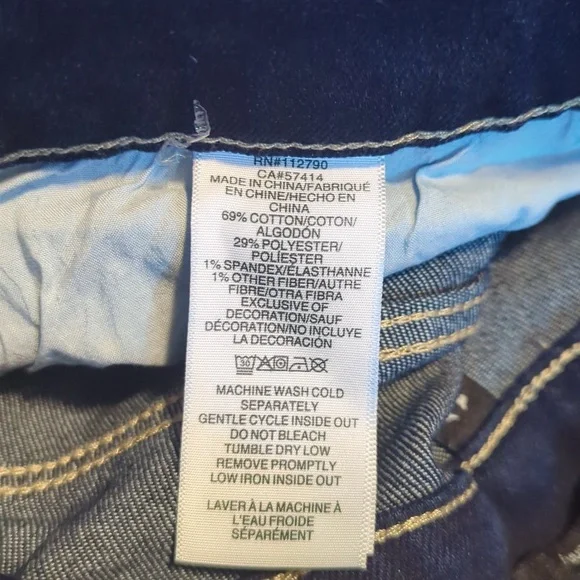 RN#112790
CA#57414
MADE IN CHINA/FABRIQUÉ
EN CHINE/HECHO EN
CHINA
69% COTTON/COTON/
ALGODÓN
29% POLYESTER/
POLIÉSTER
1% SPANDEX/ÉLASTHANNE
1% OTHER FIBER/AUTRE
FIBRE/OTRA FIBRA
EXCLUSIVE OF
DECORATION/SAUF
DÉCORATION/NO INCLUYE
LA DECORACIÓN
30
MACHINE WASH COLD
SEPARATELY
GENTLE CYCLE INSIDE OUT
DO NOT BLEACH
TUMBLE DRY LOW
REMOVE PROMPTLY
LOW IRON INSIDE OUT
LAVER À LA MACHINE À
L'EAU FROIDE
SÉPARÉMENT